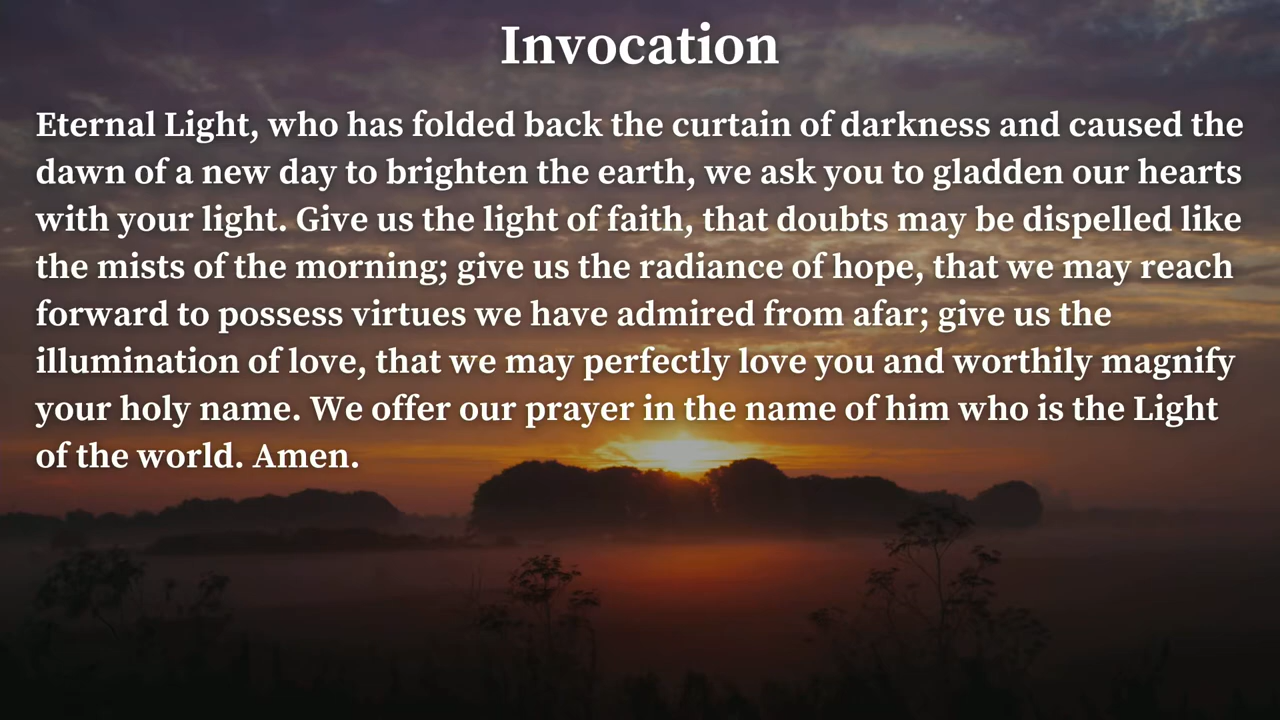 Invocation
Eternal Light, who has folded back the curtain of darkness and caused the
dawn of a new day to brighten the earth, we ask you to gladden our hearts
with your light. Give us the light of faith, that doubts may be dispelled like
the mists of the morning; give us the radiance of hope, that we may reach
forward to possess virtues we have admired from afar; give us the
illumination of love, that we may perfectly love you and worthily magnify
your holy name. We offer our prayer in the name of him who is the Light
of the world. Amen.